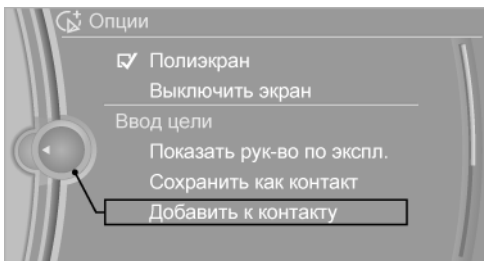 Опции
Полиэкран
Выключить экран
Ввод цели
Показать рук-во по экспл.
Сохранить как контакт
Добавить к контакту